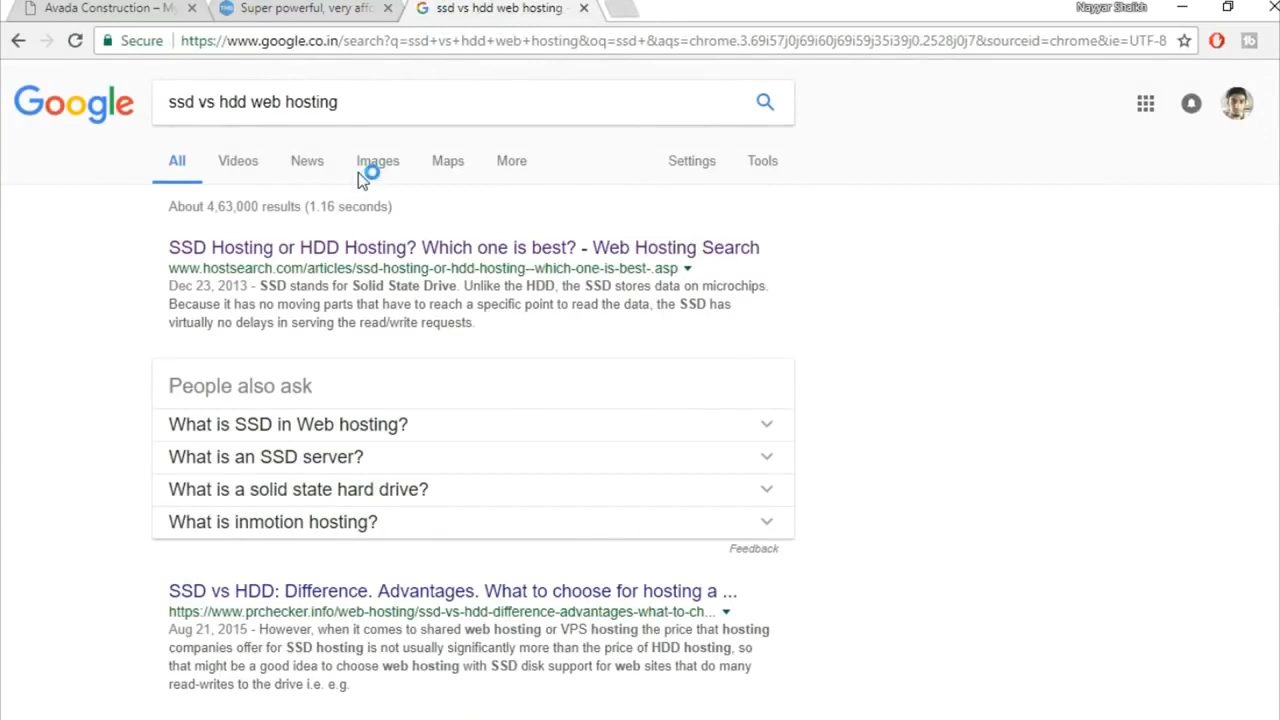 Avada Construction – My
Super powerful, very affo
ssd vs hdd web hosting -
Nayyar Shaikh
Secure
https://www.google.co.in/search?q=ssd+vs+hdd+web+hosting&oq=ssd+&aqs=chrome.3.69i57j0j69i60j69i59j35i39j0.2528j0j7&sourceid=chrome&ie=UTF-8
Google
ssd vs hdd web hosting
All Videos News Images Maps More Settings Tools
About 4,63,000 results (1.16 seconds)
SSD Hosting or HDD Hosting? Which one is best? - Web Hosting Search
www.hostsearch.com/articles/ssd-hosting-or-hdd-hosting--which-one-is-best-.asp
Dec 23, 2013 - SSD stands for Solid State Drive. Unlike the HDD, the SSD stores data on microchips.
Because it has no moving parts that have to reach a specific point to read the data, the SSD has
virtually no delays in serving the read/write requests.
People also ask
What is SSD in Web hosting?
What is an SSD server?
What is a solid state hard drive?
What is inmotion hosting?
Feedback
SSD vs HDD: Difference. Advantages. What to choose for hosting a ...
https://www.prchecker.info/web-hosting/ssd-vs-hdd-difference-advantages-what-to-ch...
Aug 21, 2015 - However, when it comes to shared web hosting or VPS hosting the price that hosting
companies offer for SSD hosting is not usually significantly more than the price of HDD hosting, so
that might be a good idea to choose web hosting with SSD disk support for web sites that do many
read-writes to the drive i.e. e.g.